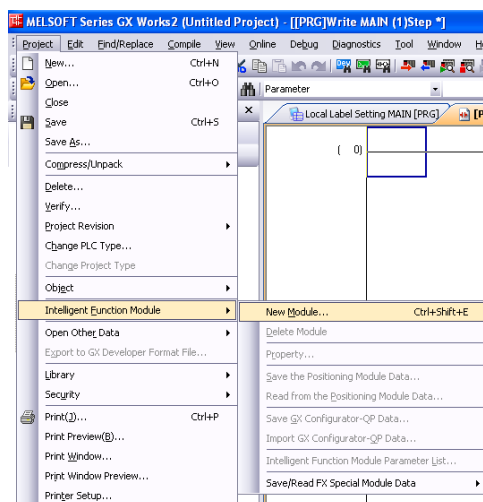 MELSOFT Series GX Works2 (Untitled Project) - [[PRG]Write MAIN (1)Step *]
Project Edit Find/Replace Compile View Online Debug Diagnostics Tool Window
New... Ctrl+N
Open... Ctrl+O
Parameter
Close
Local Label Setting MAIN [PRG]
Save Ctrl+S
( 0)
Save As...
Compress/Unpack
Delete...
Verify...
Project Revision
Change PLC Type...
Change Project Type
Object
Intelligent Function Module
New Module... Ctrl+Shift+E
Open Other Data
Delete Module
Export to GX Developer Format File...
Property...
Library
Save the Positioning Module Data...
Security
Read from the Positioning Module Data...
Print(J)... Ctrl+P
Save GX Configurator-QP Data...
Print Preview(B)...
Import GX Configurator-QP Data...
Print Window...
Intelligent Function Module Parameter List...
Print Window Preview...
Save/Read FX Special Module Data
Printer Setup...